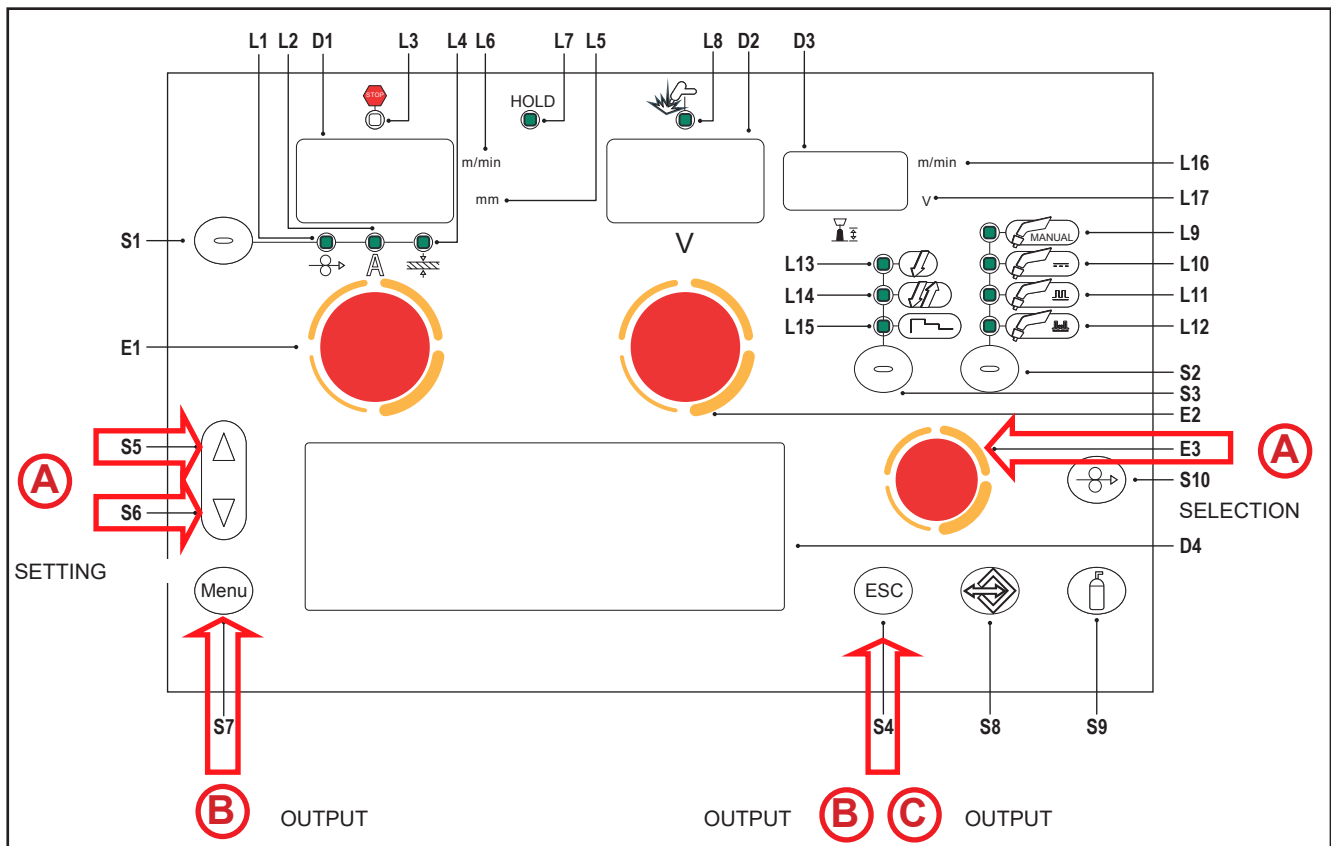 L1 L2 D1 L3 L4 L6 L7 L5 L8 D2 D3
STOP
HOLD
m/min
mm
m/min
L16
V
L17
S1
A
V
MANUAL
L9
L13
L10
L14
L11
L15
L12
E1
S2
S3
E2
S5
E3
A
A
S10
S6
SELECTION
D4
SETTING
Menu
ESC
S7
S4
S8
S9
B
OUTPUT
OUTPUT
B
C
OUTPUT